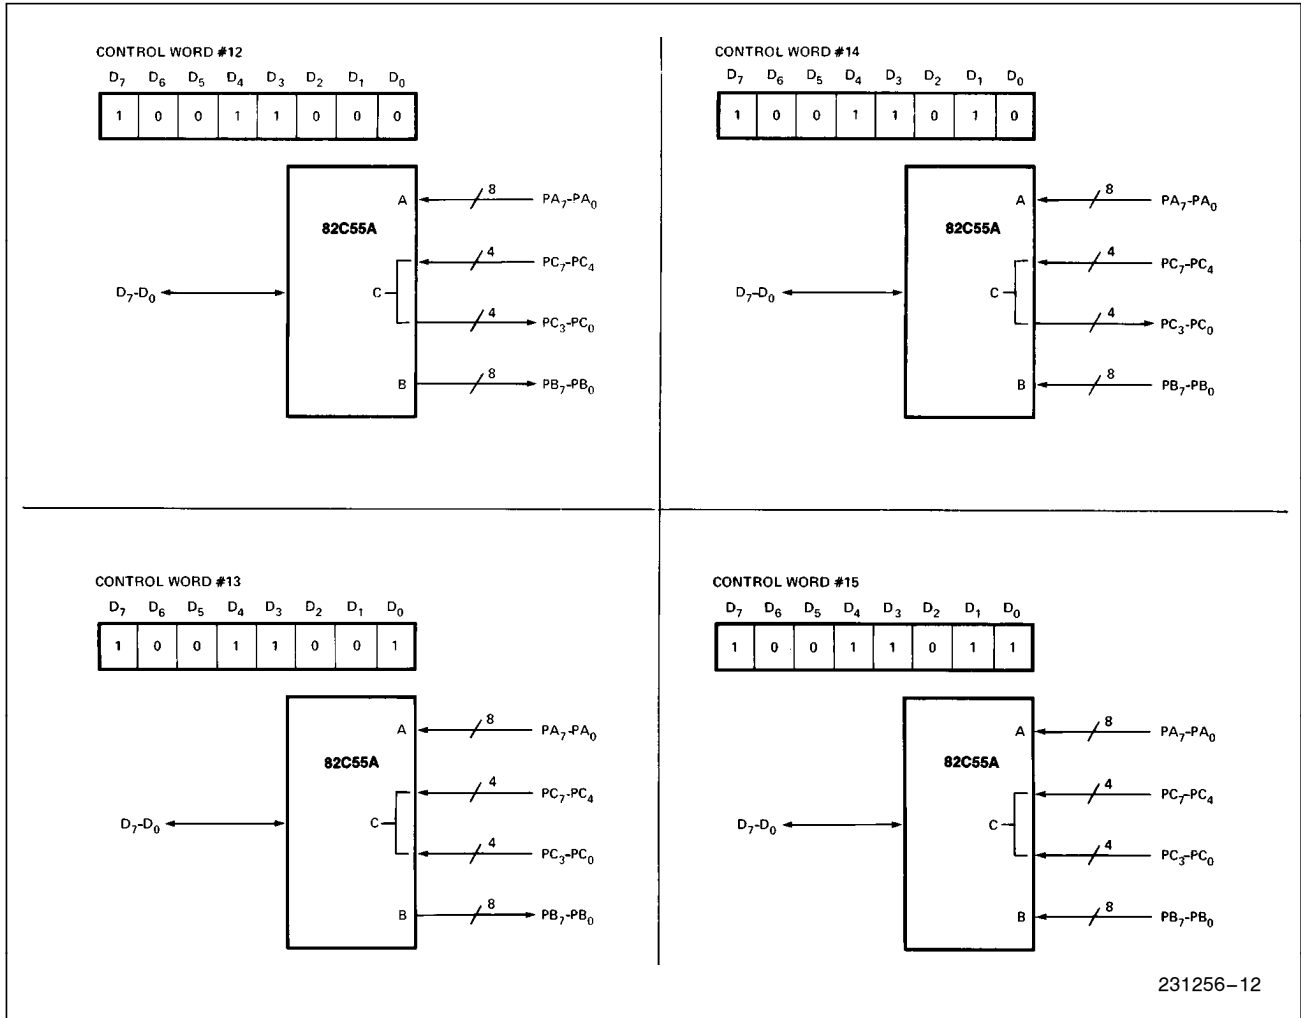 CONTROL WORD #12
D7 D6 D5 D4 D3 D2 D1 D0
1 0 0 1 1 0 0 0
A
8
PA7-PA0
82C55A
4
PC7-PC4
D7-D0
C
4
PC3-PC0
B
8
PB7-PB0
CONTROL WORD #14
D7 D6 D5 D4 D3 D2 D1 D0
1 0 0 1 1 0 1 0
A
8
PA7-PA0
82C55A
4
PC7-PC4
D7-D0
C
4
PC3-PC0
B
8
PB7-PB0
CONTROL WORD #13
D7 D6 D5 D4 D3 D2 D1 D0
1 0 0 1 1 0 0 1
A
8
PA7-PA0
82C55A
4
PC7-PC4
D7-D0
C
4
PC3-PC0
B
8
PB7-PB0
CONTROL WORD #15
D7 D6 D5 D4 D3 D2 D1 D0
1 0 0 1 1 0 1 1
A
8
PA7-PA0
82C55A
4
PC7-PC4
D7-D0
C
4
PC3-PC0
B
8
PB7-PB0
231256–12